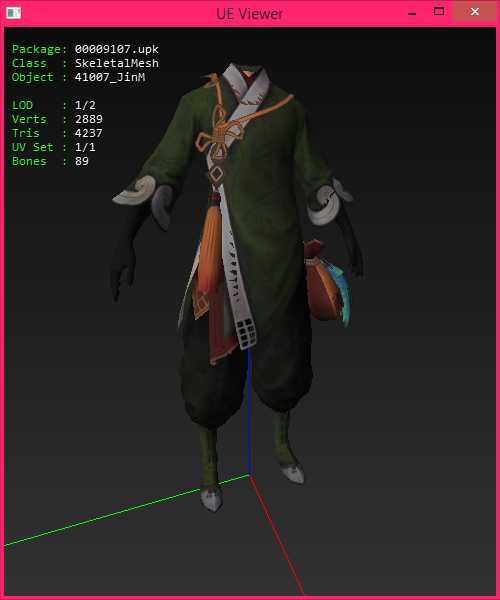 UE Viewer
Package: 00009107.upk
Class  : SkeletalMesh
Object : 41007_JinM
LOD    : 1/2
Verts  : 2889
Tris   : 4237
UV Set : 1/1
Bones  : 89